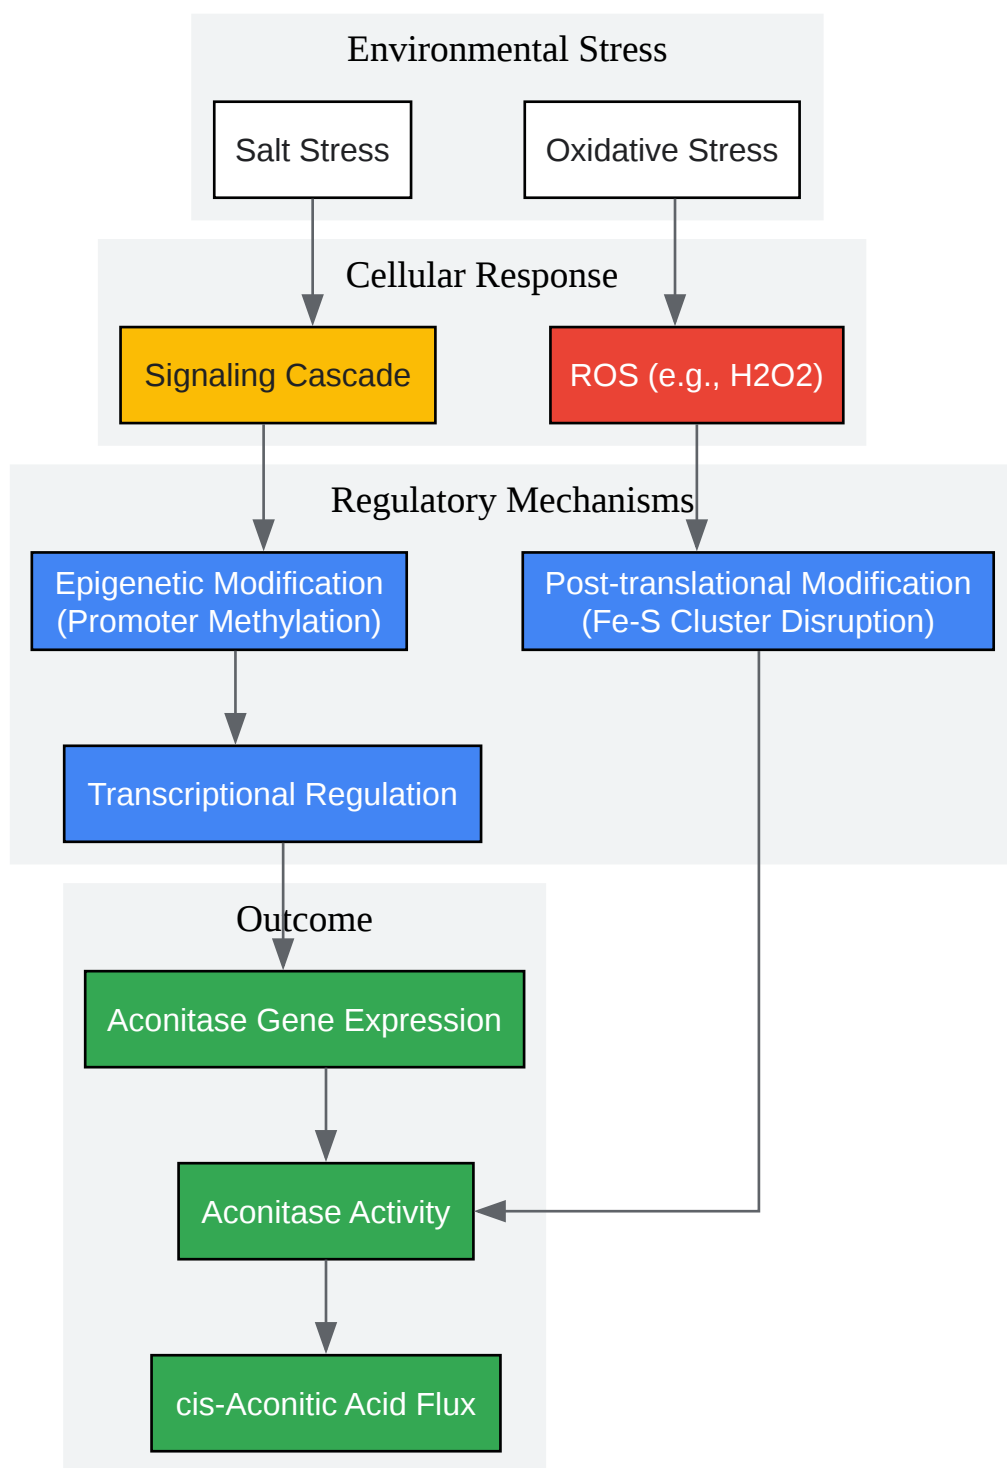 Environmental Stress
Salt Stress
Oxidative Stress
Cellular Response
Signaling Cascade
ROS (e.g., H2O2)
Regulatory Mechanisms
Epigenetic Modification
(Promoter Methylation)
Post-translational Modification
(Fe-S Cluster Disruption)
Transcriptional Regulation
Outcome
Aconitase Gene Expression
Aconitase Activity
cis-Aconitic Acid Flux